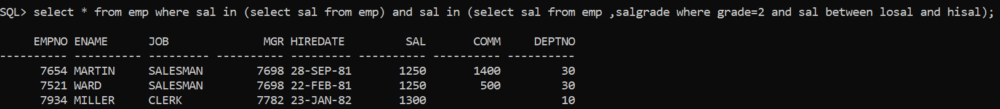 SQL> select * from emp where sal in (select sal from emp) and sal in (select sal from emp ,salgrade where grade=2 and sal between losal and hisal);
     EMPNO ENAME      JOB              MGR HIREDATE         SAL       COMM     DEPTNO
---------- ---------- --------- ---------- --------- ---------- ---------- ----------
      7654 MARTIN     SALESMAN        7698 28-SEP-81       1250       1400         30
      7521 WARD       SALESMAN        7698 22-FEB-81       1250        500         30
      7934 MILLER     CLERK           7782 23-JAN-82       1300                    10